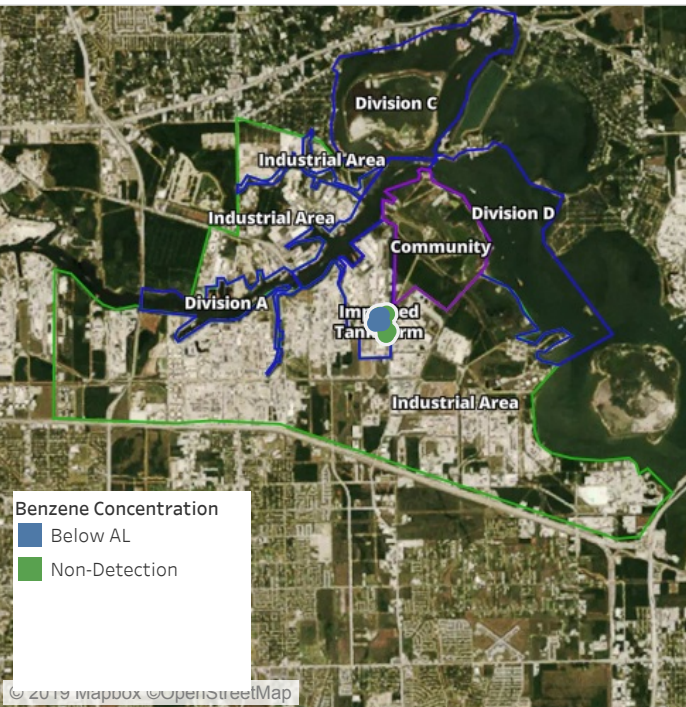 Division C
Industrial Area
Division D
Industrial Area
Community
Division A
Industrial Area
Benzene Concentration
Below AL
Non-Detection
© 2019 Mapbox ©OpenStreetMap